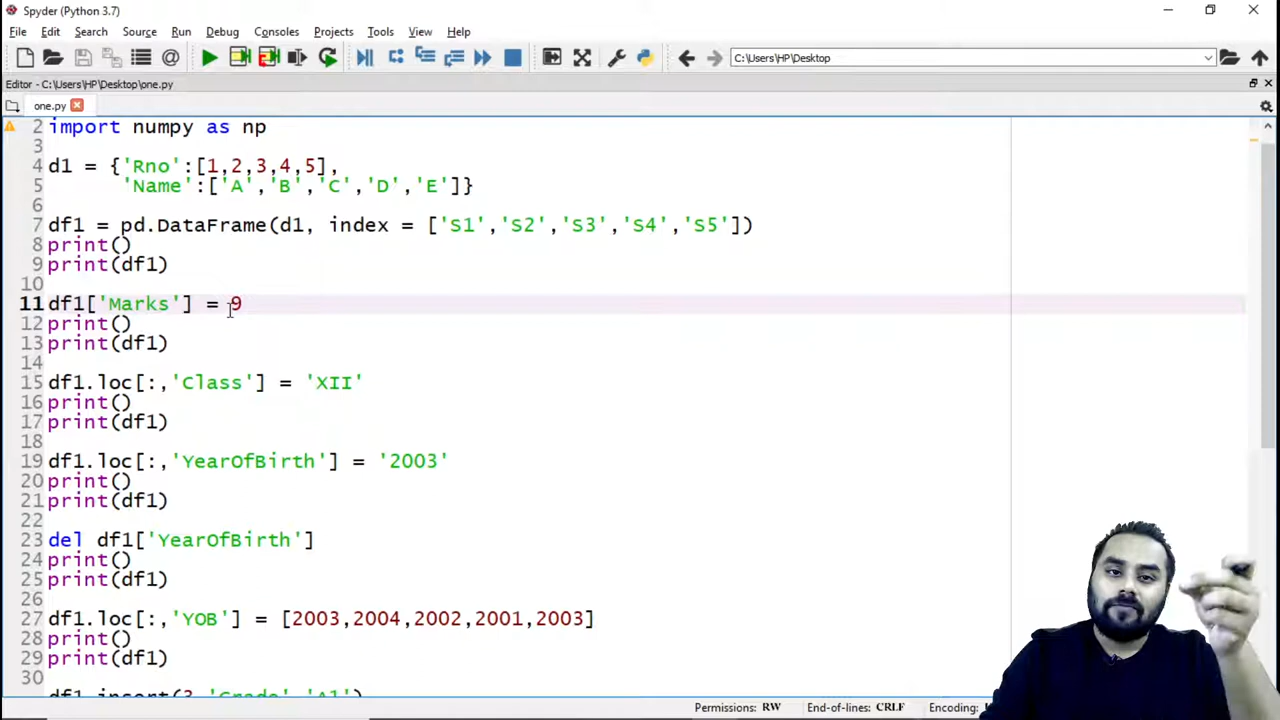 Spyder (Python 3.7)
File Edit Search Source Run Debug Consoles Projects Tools View Help
C:\Users\HP\Desktop
Editor - C:\Users\HP\Desktop\one.py
one.py
2 import numpy as np
3
4 d1 = {'Rno':[1,2,3,4,5],
5 'Name':['A','B','C','D','E']}
6
7 df1 = pd.DataFrame(d1, index = ['S1','S2','S3','S4','S5'])
8 print()
9 print(df1)
10
11 df1['Marks'] = 9
12 print()
13 print(df1)
14
15 df1.loc[:,'Class'] = 'XII'
16 print()
17 print(df1)
18
19 df1.loc[:,'YearOfBirth'] = '2003'
20 print()
21 print(df1)
22
23 del df1['YearOfBirth']
24 print()
25 print(df1)
26
27 df1.loc[:,'YOB'] = [2003,2004,2002,2001,2003]
28 print()
29 print(df1)
30
df1.insert(3,'Grade','A1')
Permissions: RW End-of-lines: CRLF Encoding: